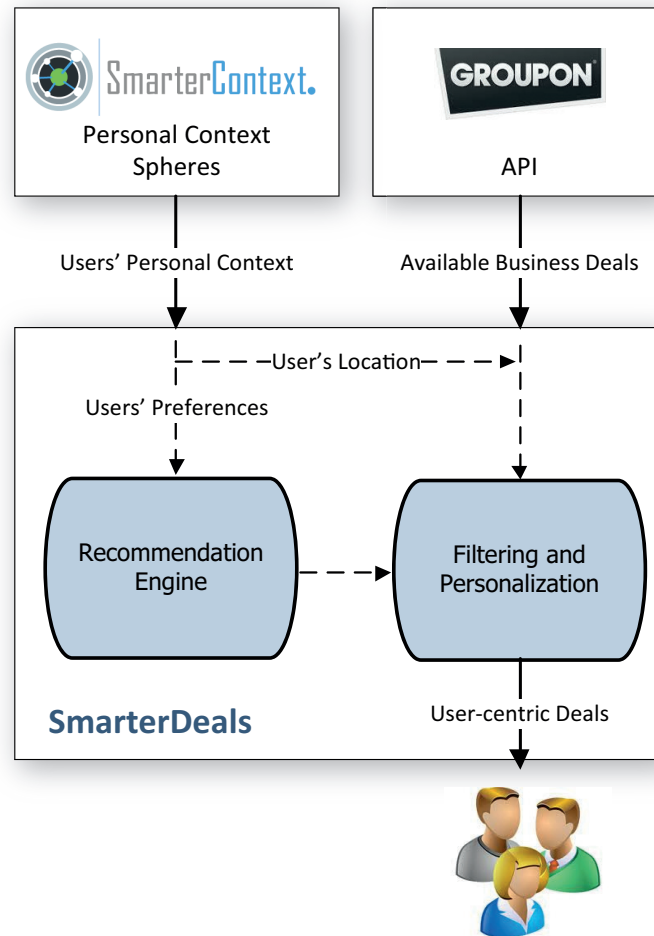 SmarterContext.
Personal Context
Spheres
GROUPON
API
Users' Personal Context
Available Business Deals
User's Location
Users' Preferences
Recommendation
Engine
Filtering and
Personalization
SmarterDeals
User-centric Deals